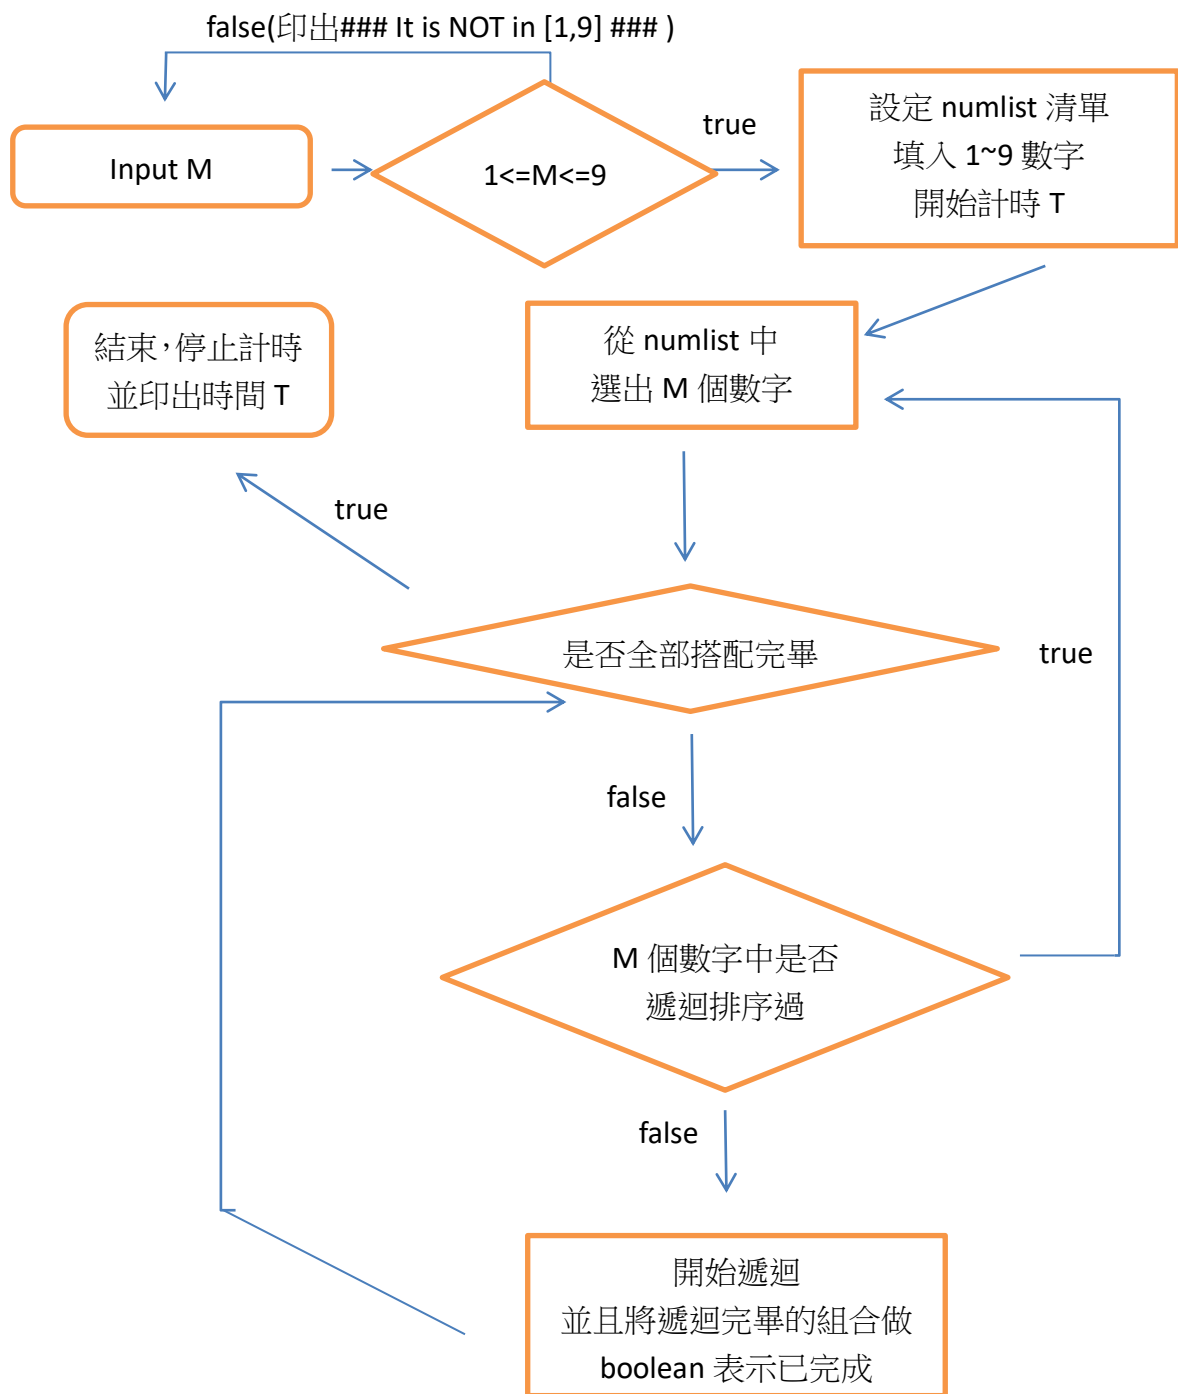 false(印出### It is NOT in [1,9] ### )
Input M
1<=M<=9
true
設定 numlist 清單
填入 1~9 數字
開始計時 T
結束,停止計時
並印出時間 T
從 numlist 中
選出 M 個數字
true
是否全部搭配完畢
true
false
M 個數字中是否
遞迴排序過
false
開始遞迴
並且將遞迴完畢的組合做
boolean 表示已完成